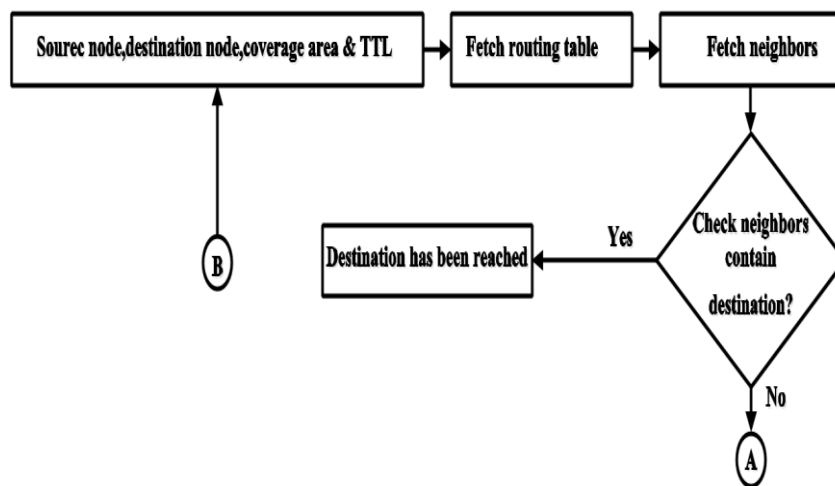 Sourec node,destination node,coverage area & TTL
Fetch routing table
Fetch neighbors
Check neighbors
contain
destination?
Yes
Destination has been reached
B
No
A